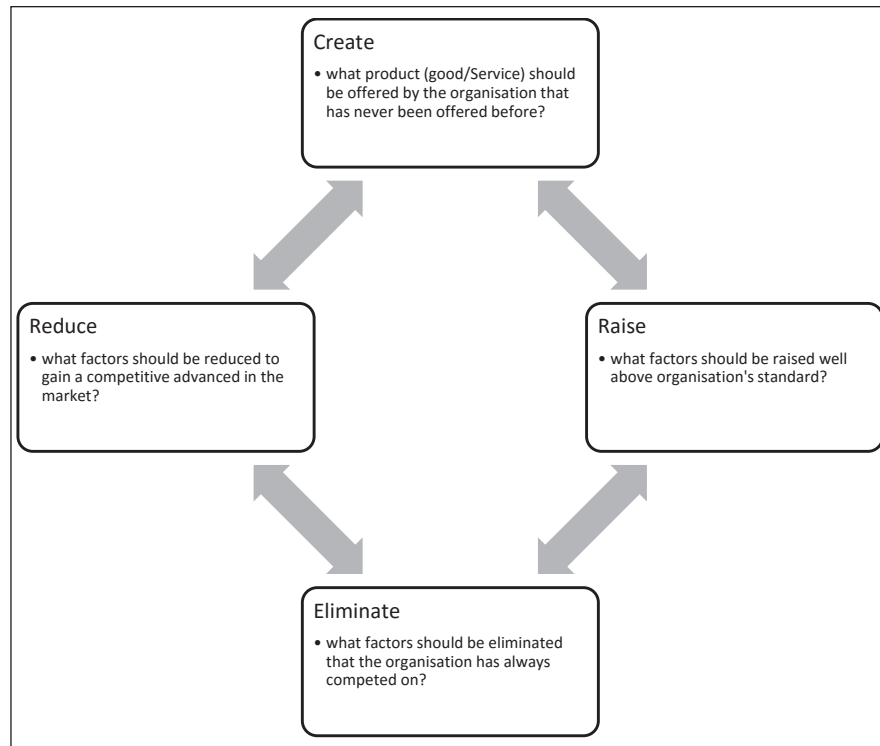 Create
• what product (good/Service) should
be offered by the organisation that
has never been offered before?
Reduce
• what factors should be reduced to
gain a competitive advanced in the
market?
Raise
• what factors should be raised well
above organisation's standard?
Eliminate
• what factors should be eliminated
that the organisation has always
competed on?